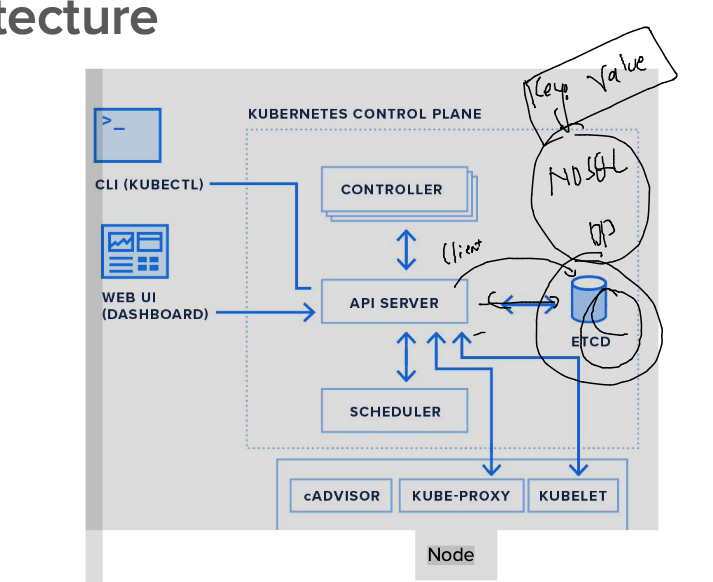 tecture
KUBERNETES CONTROL PLANE
Key: Value
>_
CLI (KUBECTL)
CONTROLLER
NOSQL
DB
Client
WEB UI
(DASHBOARD)
API SERVER
ETCD
SCHEDULER
cADVISOR
KUBE-PROXY
KUBELET
Node